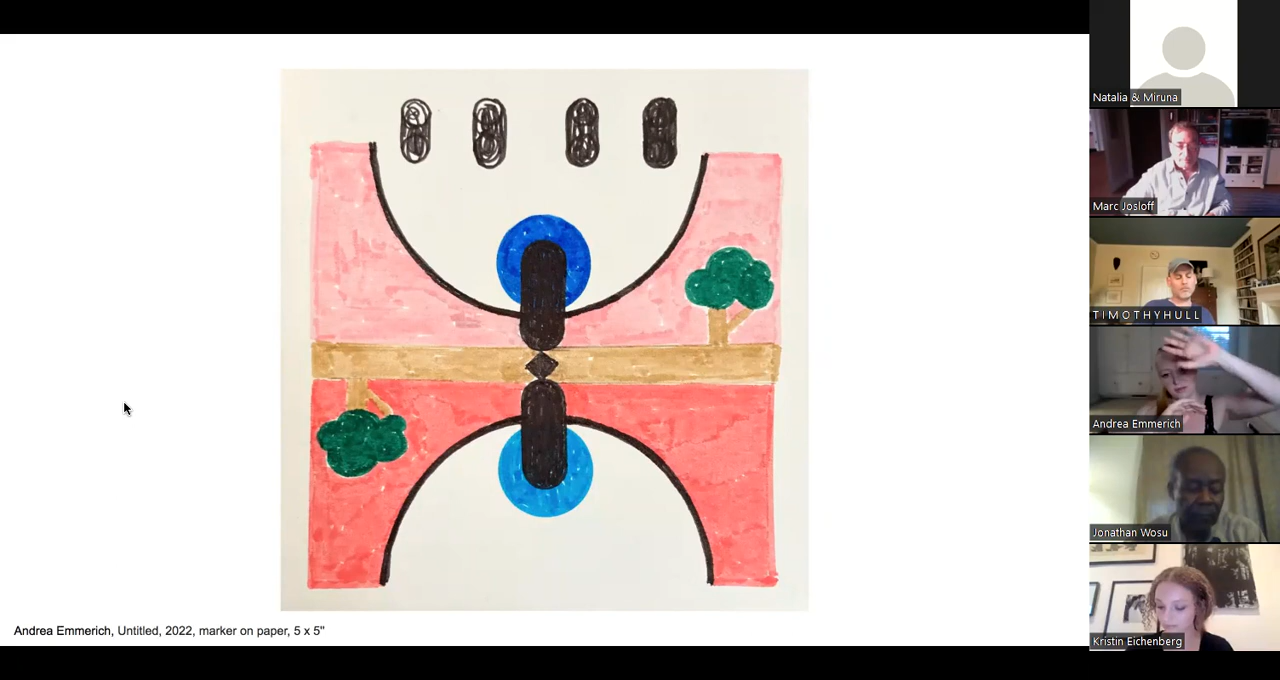 Natalia & Miruna
Marc Josloff
T I M O T H Y H U L L
Andrea Emmerich
Jonathan Wosu
Kristin Eichenberg
Andrea Emmerich, Untitled, 2022, marker on paper, 5 x 5"